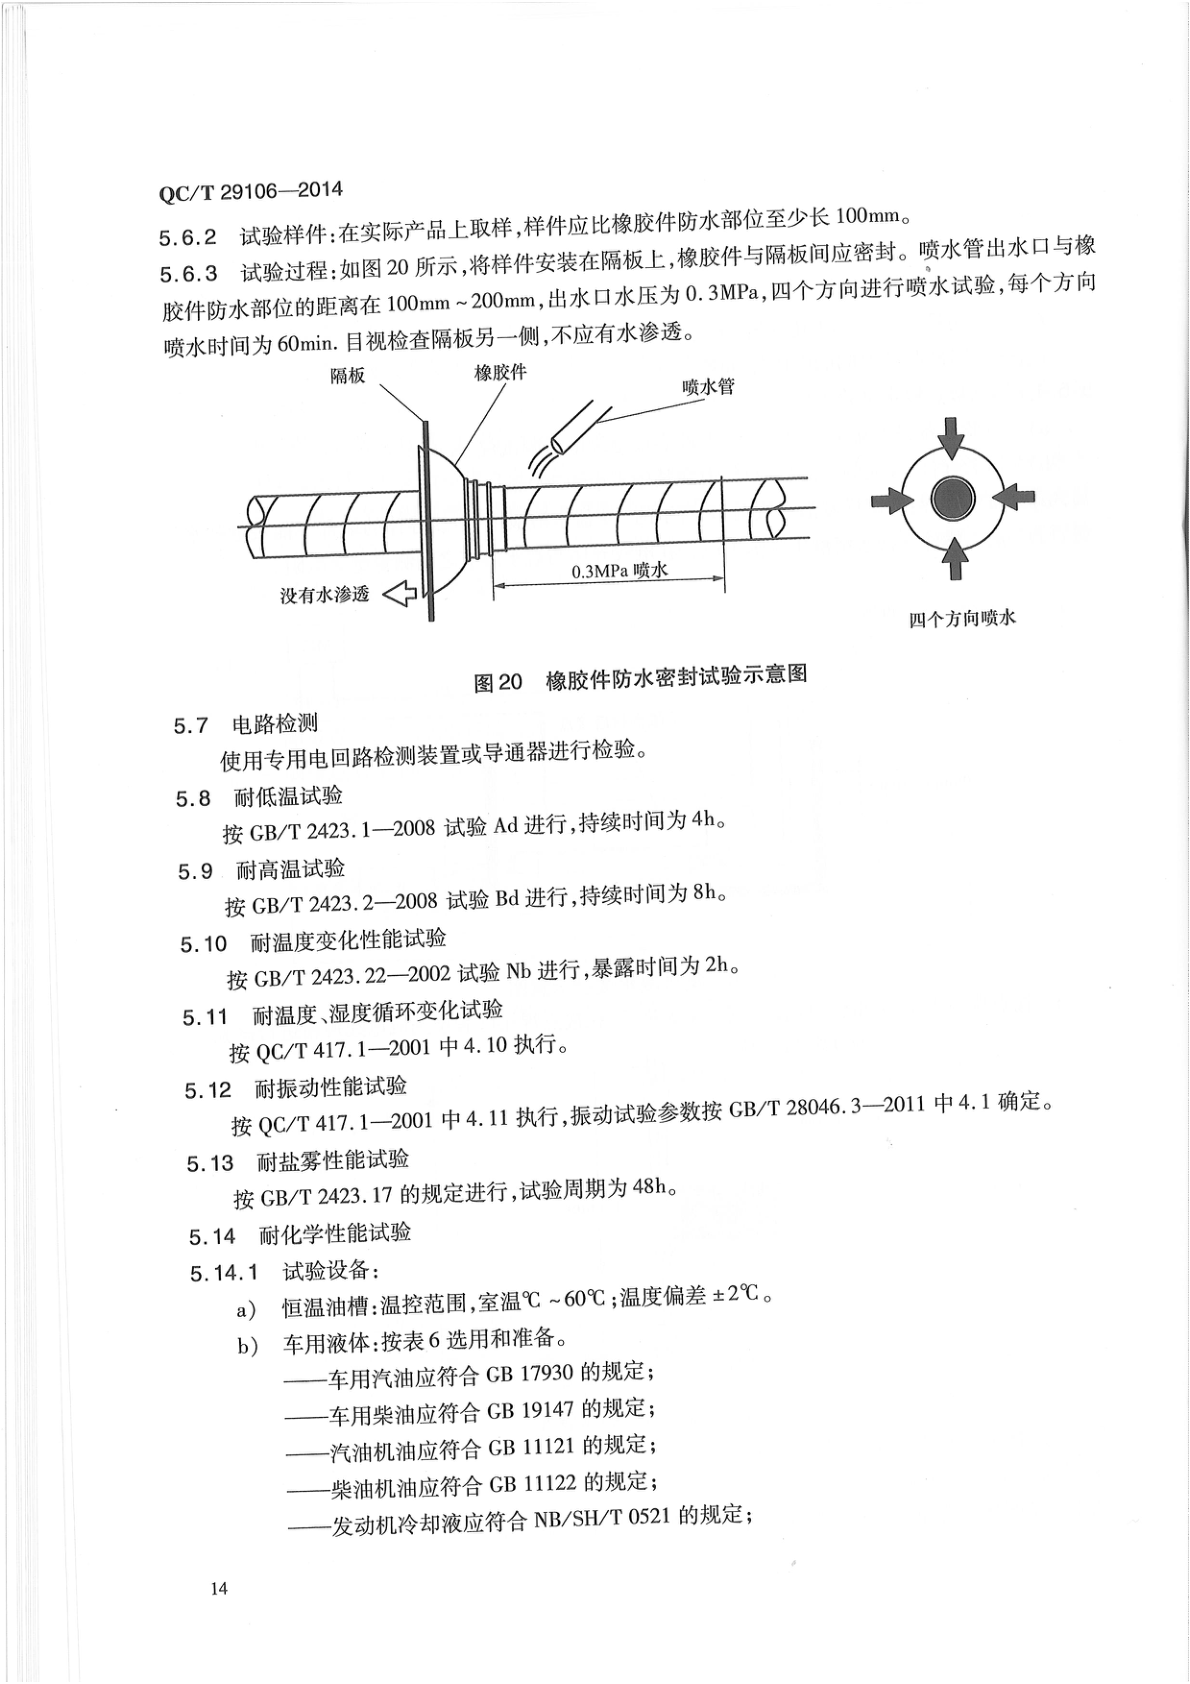 QC/T 29106—2014
5.6.2 试验样件:在实际产品上取样,样件应比橡胶件防水部位至少长 100mm。
5.6.3 试验过程:如图 20 所示,将样件安装在隔板上,橡胶件与隔板间应密封。喷水管出水口与橡
胶件防水部位的距离在 100mm ~ 200mm,出水口水压为 0.3MPa,四个方向进行喷水试验,每个方向
喷水时间为 60min. 目视检查隔板另一侧,不应有水渗透。
隔板
橡胶件
喷水管
0.3MPa 喷水
没有水渗透
四个方向喷水
图 20 橡胶件防水密封试验示意图
5.7 电路检测
使用专用电回路检测装置或导通器进行检验。
5.8 耐低温试验
按 GB/T 2423.1—2008 试验 Ad 进行,持续时间为 4h。
5.9 耐高温试验
按 GB/T 2423.2—2008 试验 Bd 进行,持续时间为 8h。
5.10 耐温度变化性能试验
按 GB/T 2423.22—2002 试验 Nb 进行,暴露时间为 2h。
5.11 耐温度、湿度循环变化试验
按 QC/T 417.1—2001 中 4.10 执行。
5.12 耐振动性能试验
按 QC/T 417.1—2001 中 4.11 执行,振动试验参数按 GB/T 28046.3—2011 中 4.1 确定。
5.13 耐盐雾性能试验
按 GB/T 2423.17 的规定进行,试验周期为 48h。
5.14 耐化学性能试验
5.14.1 试验设备:
a) 恒温油槽:温控范围,室温℃ ~ 60℃;温度偏差 ±2℃。
b) 车用液体:按表 6 选用和准备。
——车用汽油应符合 GB 17930 的规定;
——车用柴油应符合 GB 19147 的规定;
——汽油机油应符合 GB 11121 的规定;
——柴油机油应符合 GB 11122 的规定;
——发动机冷却液应符合 NB/SH/T 0521 的规定;
14